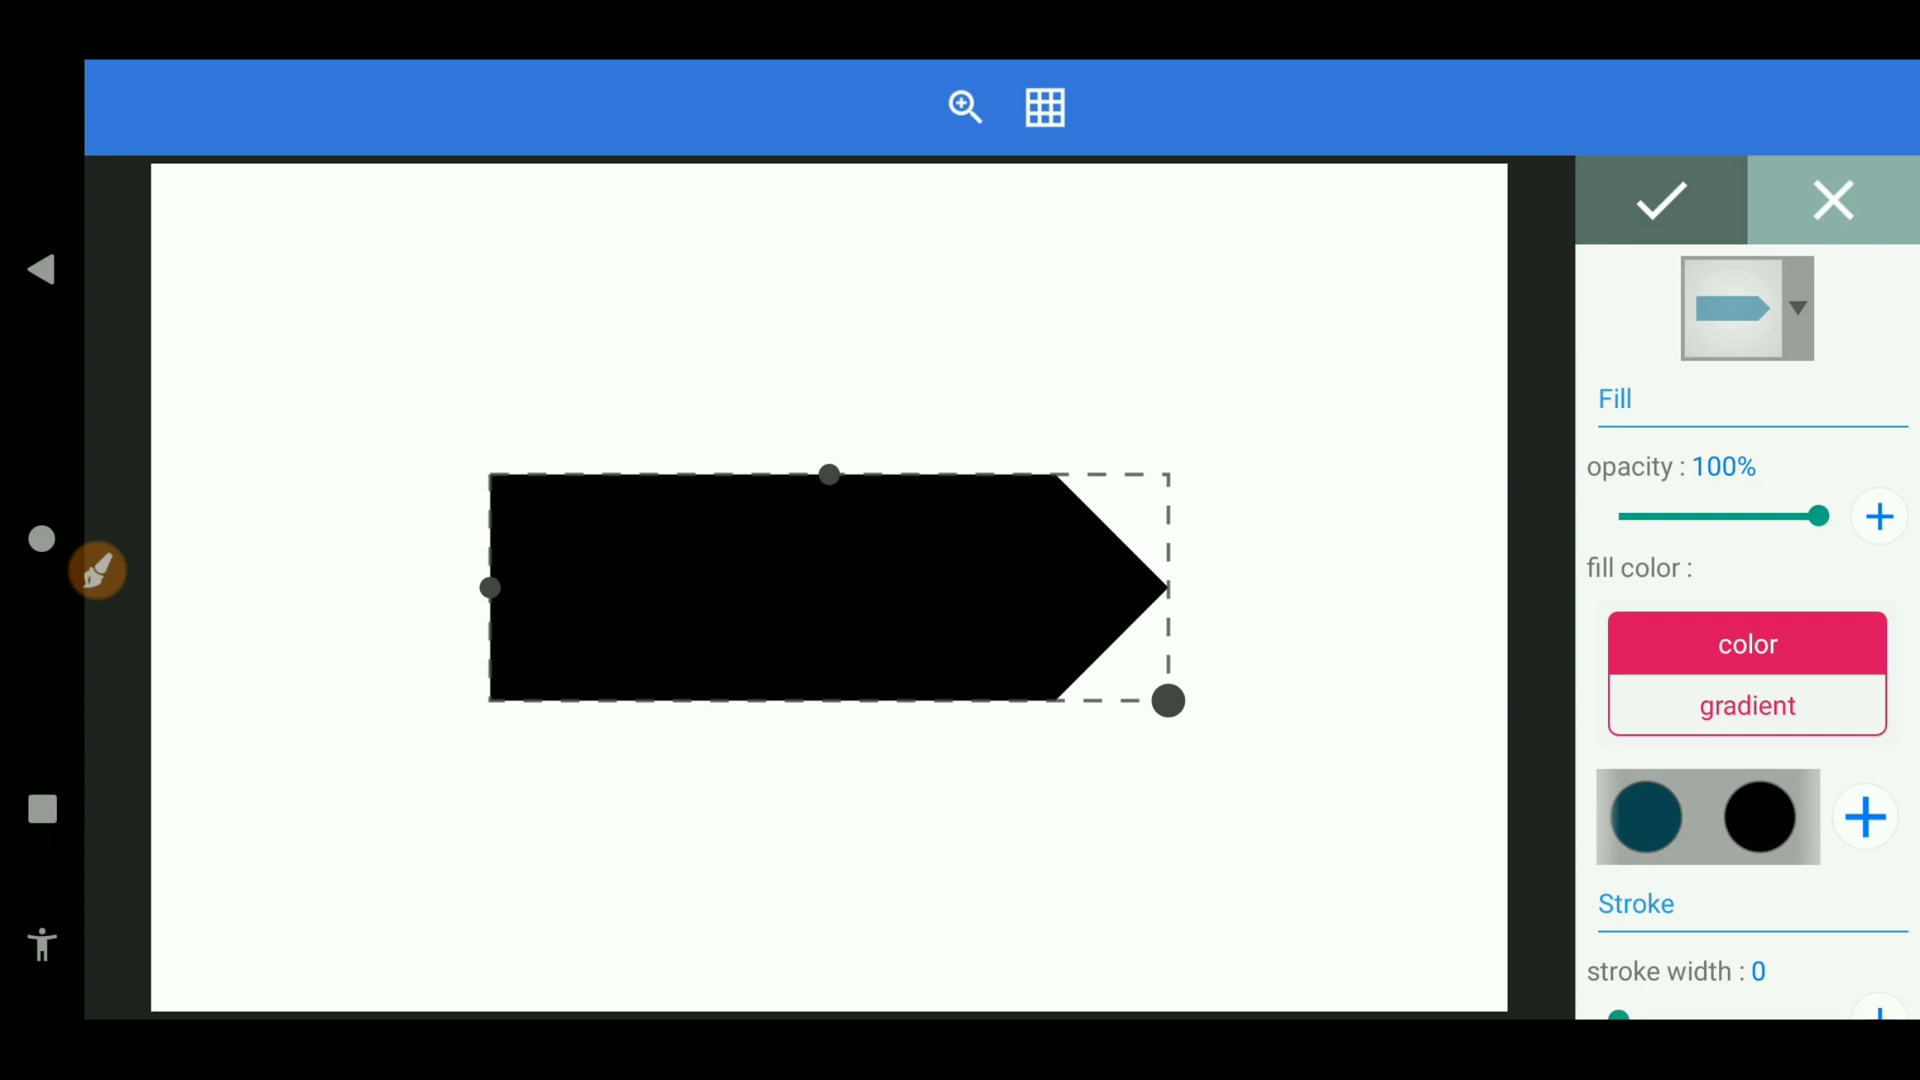 Fill
opacity : 100%
fill color :
color
gradient
Stroke
stroke width : 0